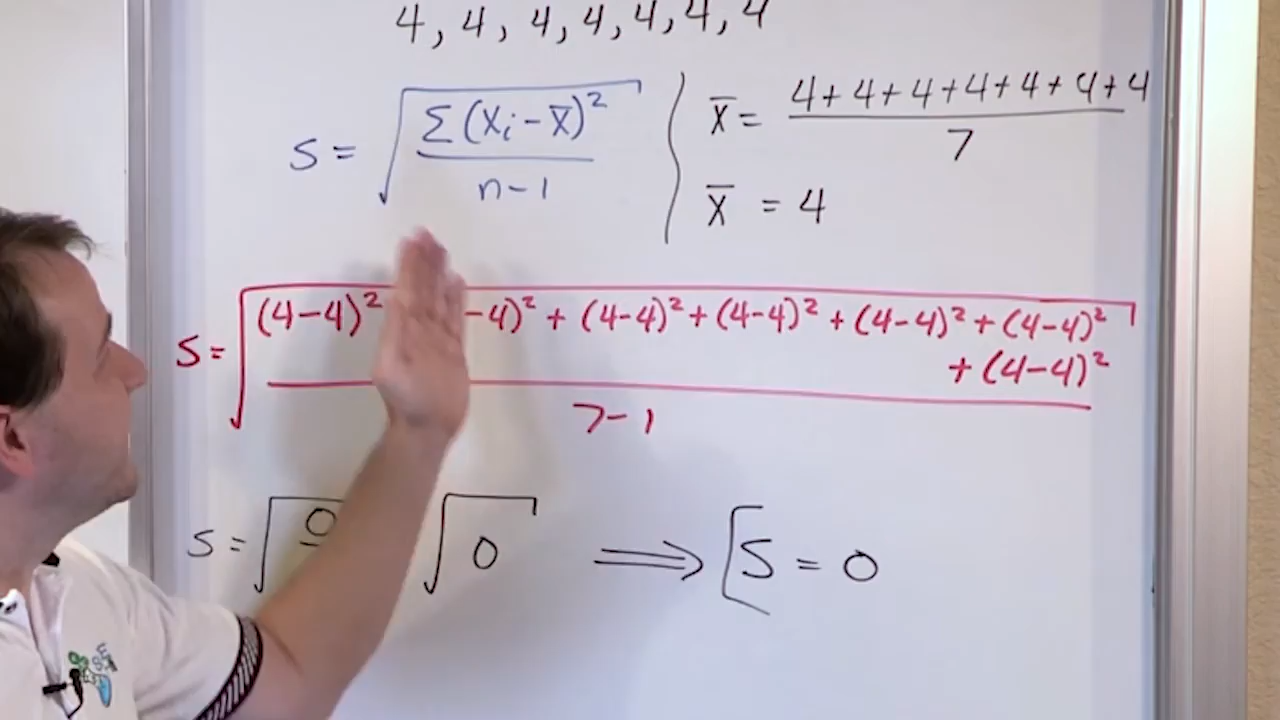 4, 4, 4, 4, 4, 4, 4
s = √(Σ(xᵢ-x̄)² / n-1)
x̄ = 4+4+4+4+4+4+4 / 7
x̄ = 4
s = √((4-4)² -4)² + (4-4)² + (4-4)² + (4-4)² + (4-4)²
+ (4-4)²
7-1
s = √0 √0 ⟹ [s = 0